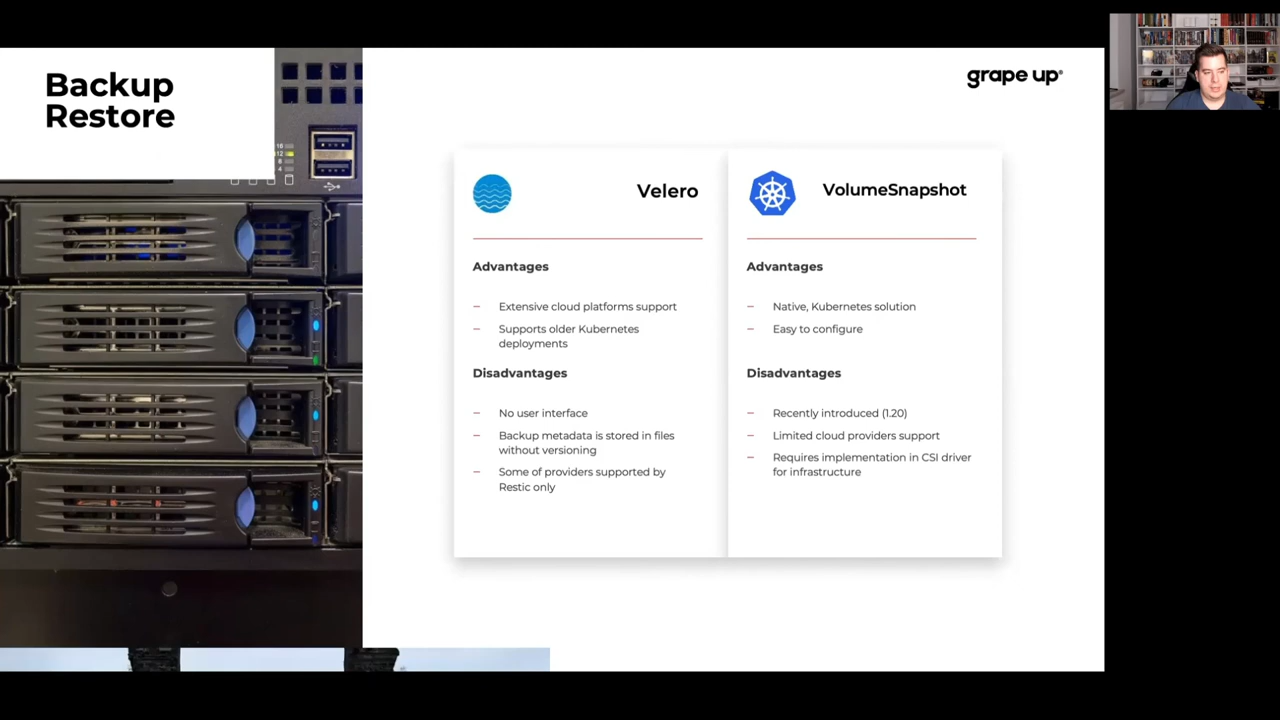 Backup
Restore
grape up®
Velero
Advantages
– Extensive cloud platforms support
– Supports older Kubernetes
deployments
Disadvantages
– No user interface
– Backup metadata is stored in files
without versioning
– Some of providers supported by
Restic only
VolumeSnapshot
Advantages
– Native, Kubernetes solution
– Easy to configure
Disadvantages
– Recently introduced (1.20)
– Limited cloud providers support
– Requires implementation in CSI driver
for infrastructure